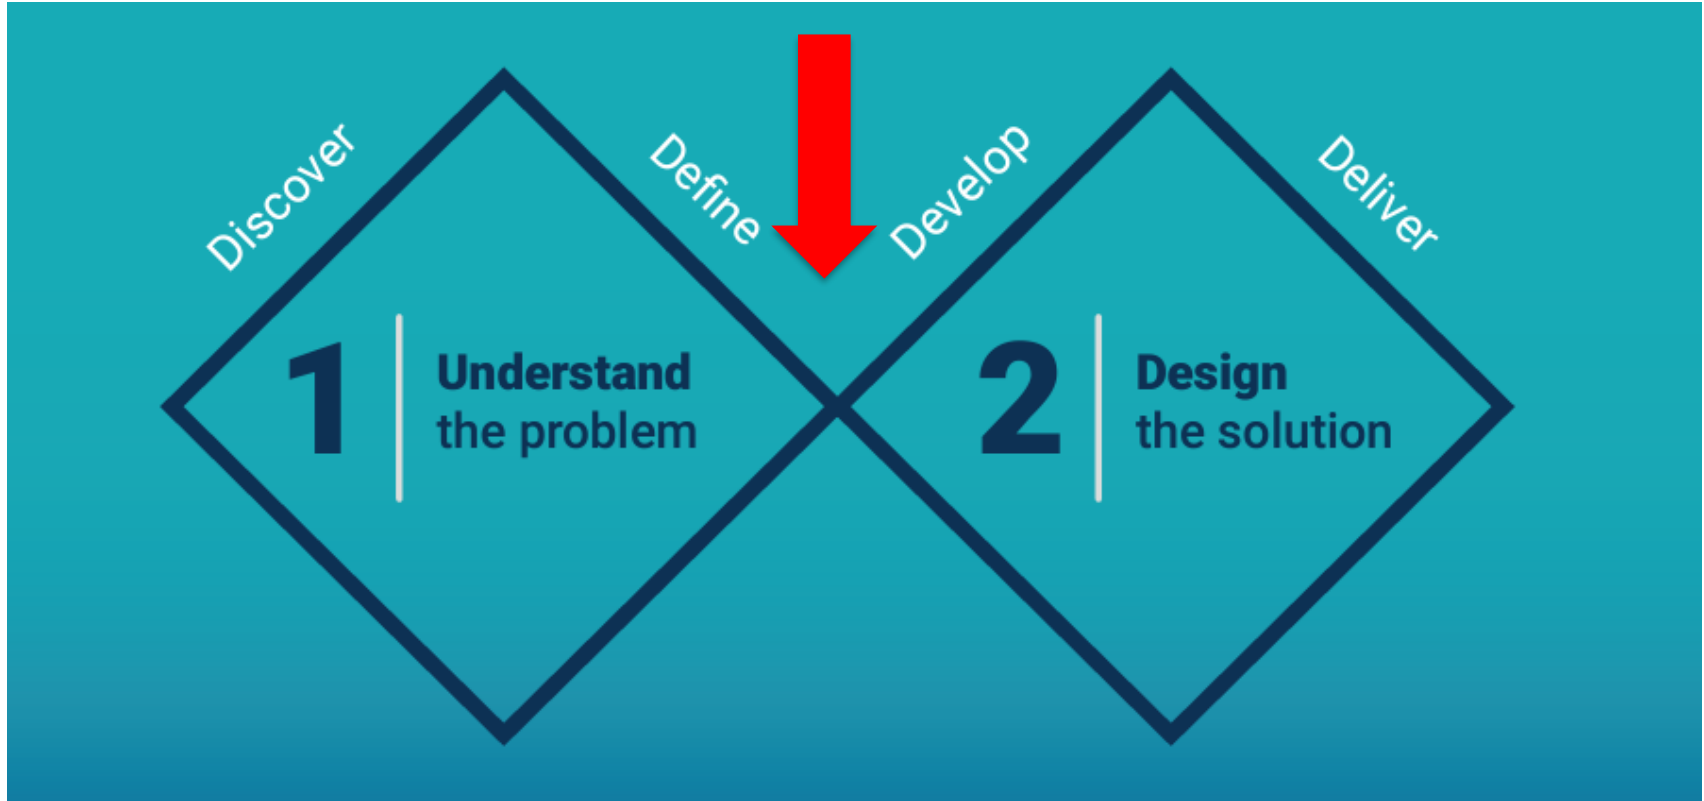 Discover
Define
Develop
Deliver
1
Understand
the problem
2
Design
the solution